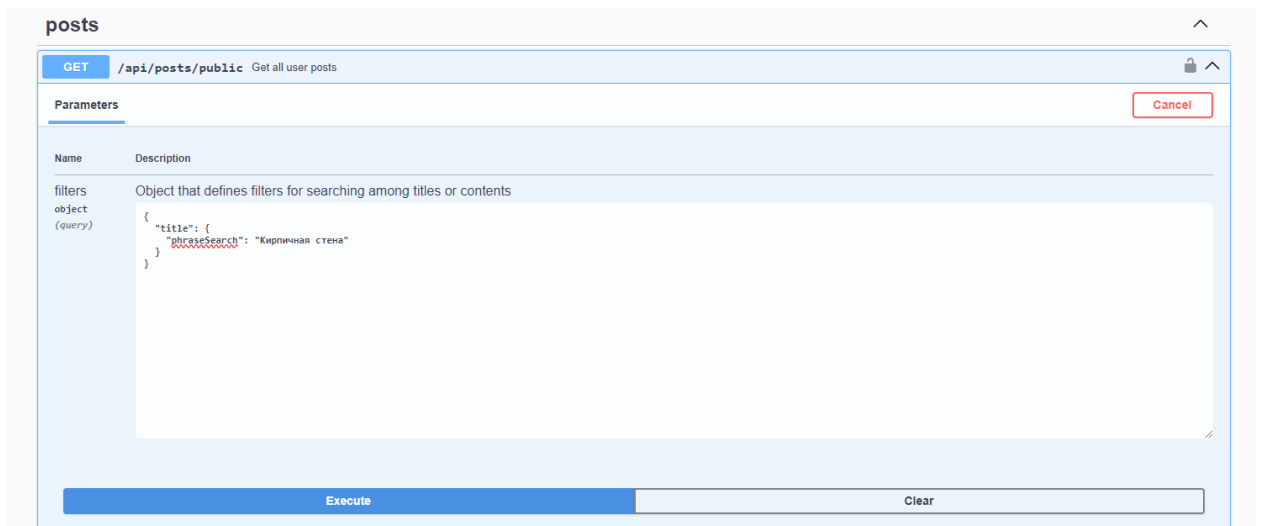 posts
GET /api/posts/public Get all user posts
Parameters Cancel
Name Description
filters Object that defines filters for searching among titles or contents
object
(query)
{
"title": {
"phraseSearch": "Кирпичная стена"
}
}
Execute Clear